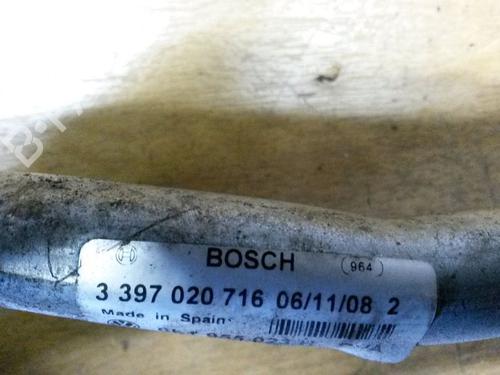 BOSCH (964)
3 397 020 716 06/11/08 2
Made in Spain